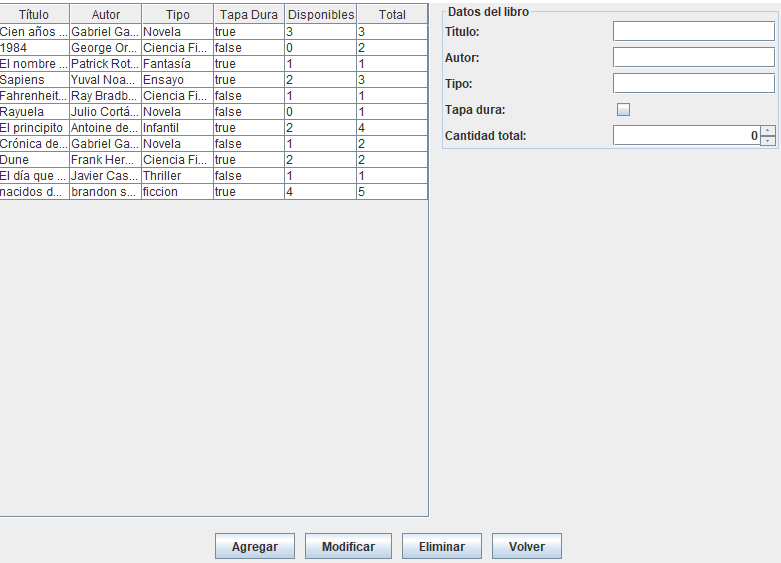 Título Autor Tipo Tapa Dura Disponibles Total
Cien años ... Gabriel Ga... Novela true 3 3
1984 George Or... Ciencia Fi... false 0 2
El nombre ... Patrick Rot... Fantasía true 1 1
Sapiens Yuval Noa... Ensayo true 2 3
Fahrenheit... Ray Bradb... Ciencia Fi... false 1 1
Rayuela Julio Cortá... Novela false 0 1
El principito Antoine de... Infantil true 2 4
Crónica de... Gabriel Ga... Novela false 1 2
Dune Frank Her... Ciencia Fi... true 2 2
El día que ... Javier Cas... Thriller false 1 1
nacidos d... brandon s... ficcion true 4 5
Datos del libro
Título:
Autor:
Tipo:
Tapa dura:
Cantidad total: 0
Agregar Modificar Eliminar Volver